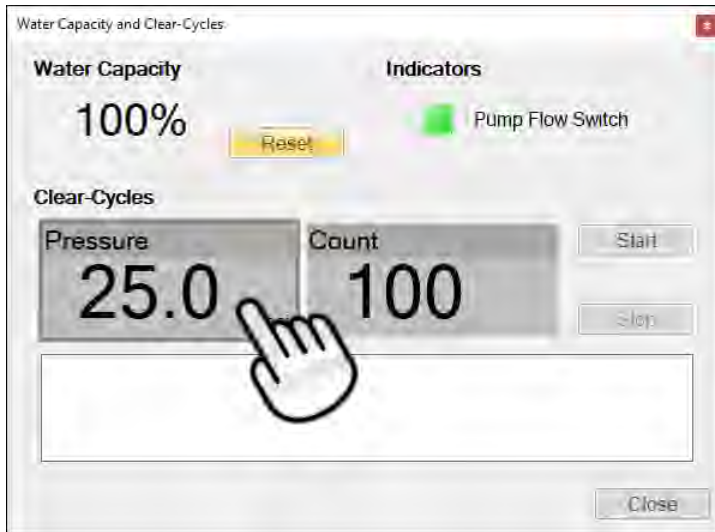 Water Capacity and Clear-Cycles
Water Capacity
Indicators
100%
Reset
Pump Flow Switch
Clear-Cycles
Pressure
Count
Start
25.0
100
Stop
Close